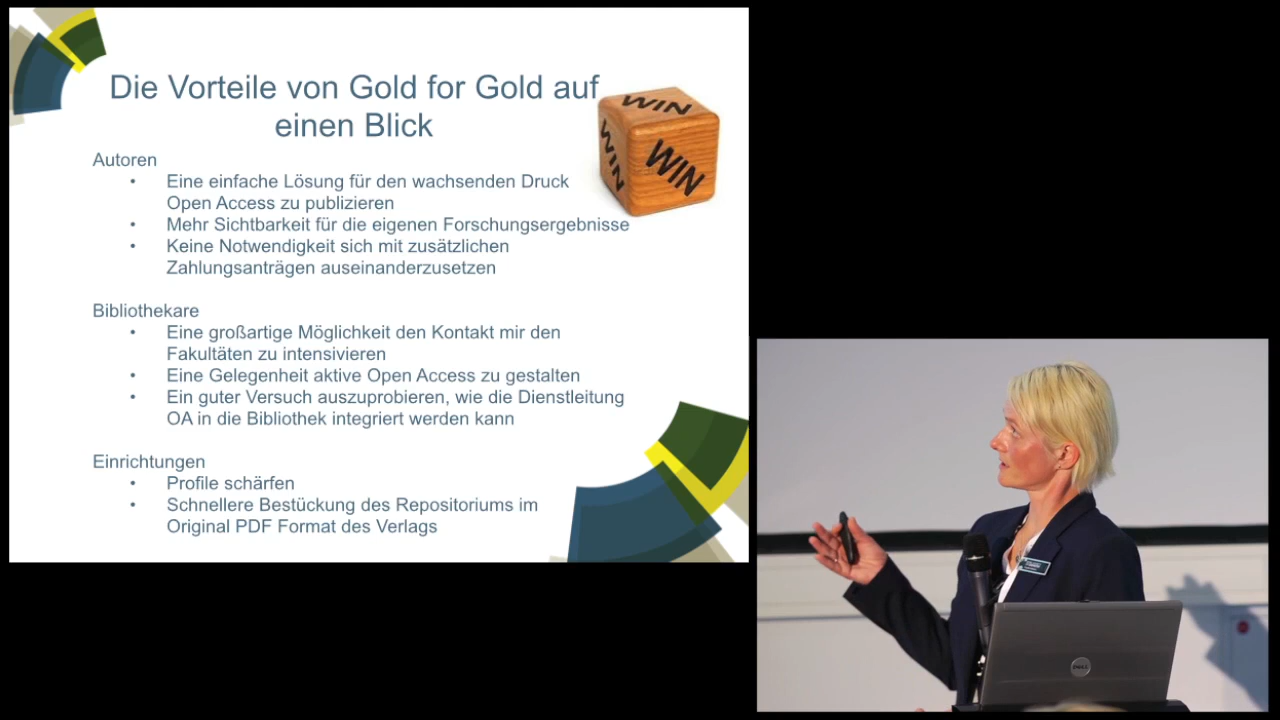 Die Vorteile von Gold for Gold auf
einen Blick
WIN
WIN
WIN
Autoren
• Eine einfache Lösung für den wachsenden Druck
Open Access zu publizieren
• Mehr Sichtbarkeit für die eigenen Forschungsergebnisse
• Keine Notwendigkeit sich mit zusätzlichen
Zahlungsanträgen auseinanderzusetzen
Bibliothekare
• Eine großartige Möglichkeit den Kontakt mir den
Fakultäten zu intensivieren
• Eine Gelegenheit aktive Open Access zu gestalten
• Ein guter Versuch auszuprobieren, wie die Dienstleitung
OA in die Bibliothek integriert werden kann
Einrichtungen
• Profile schärfen
• Schnellere Bestückung des Repositoriums im
Original PDF Format des Verlags
DELL